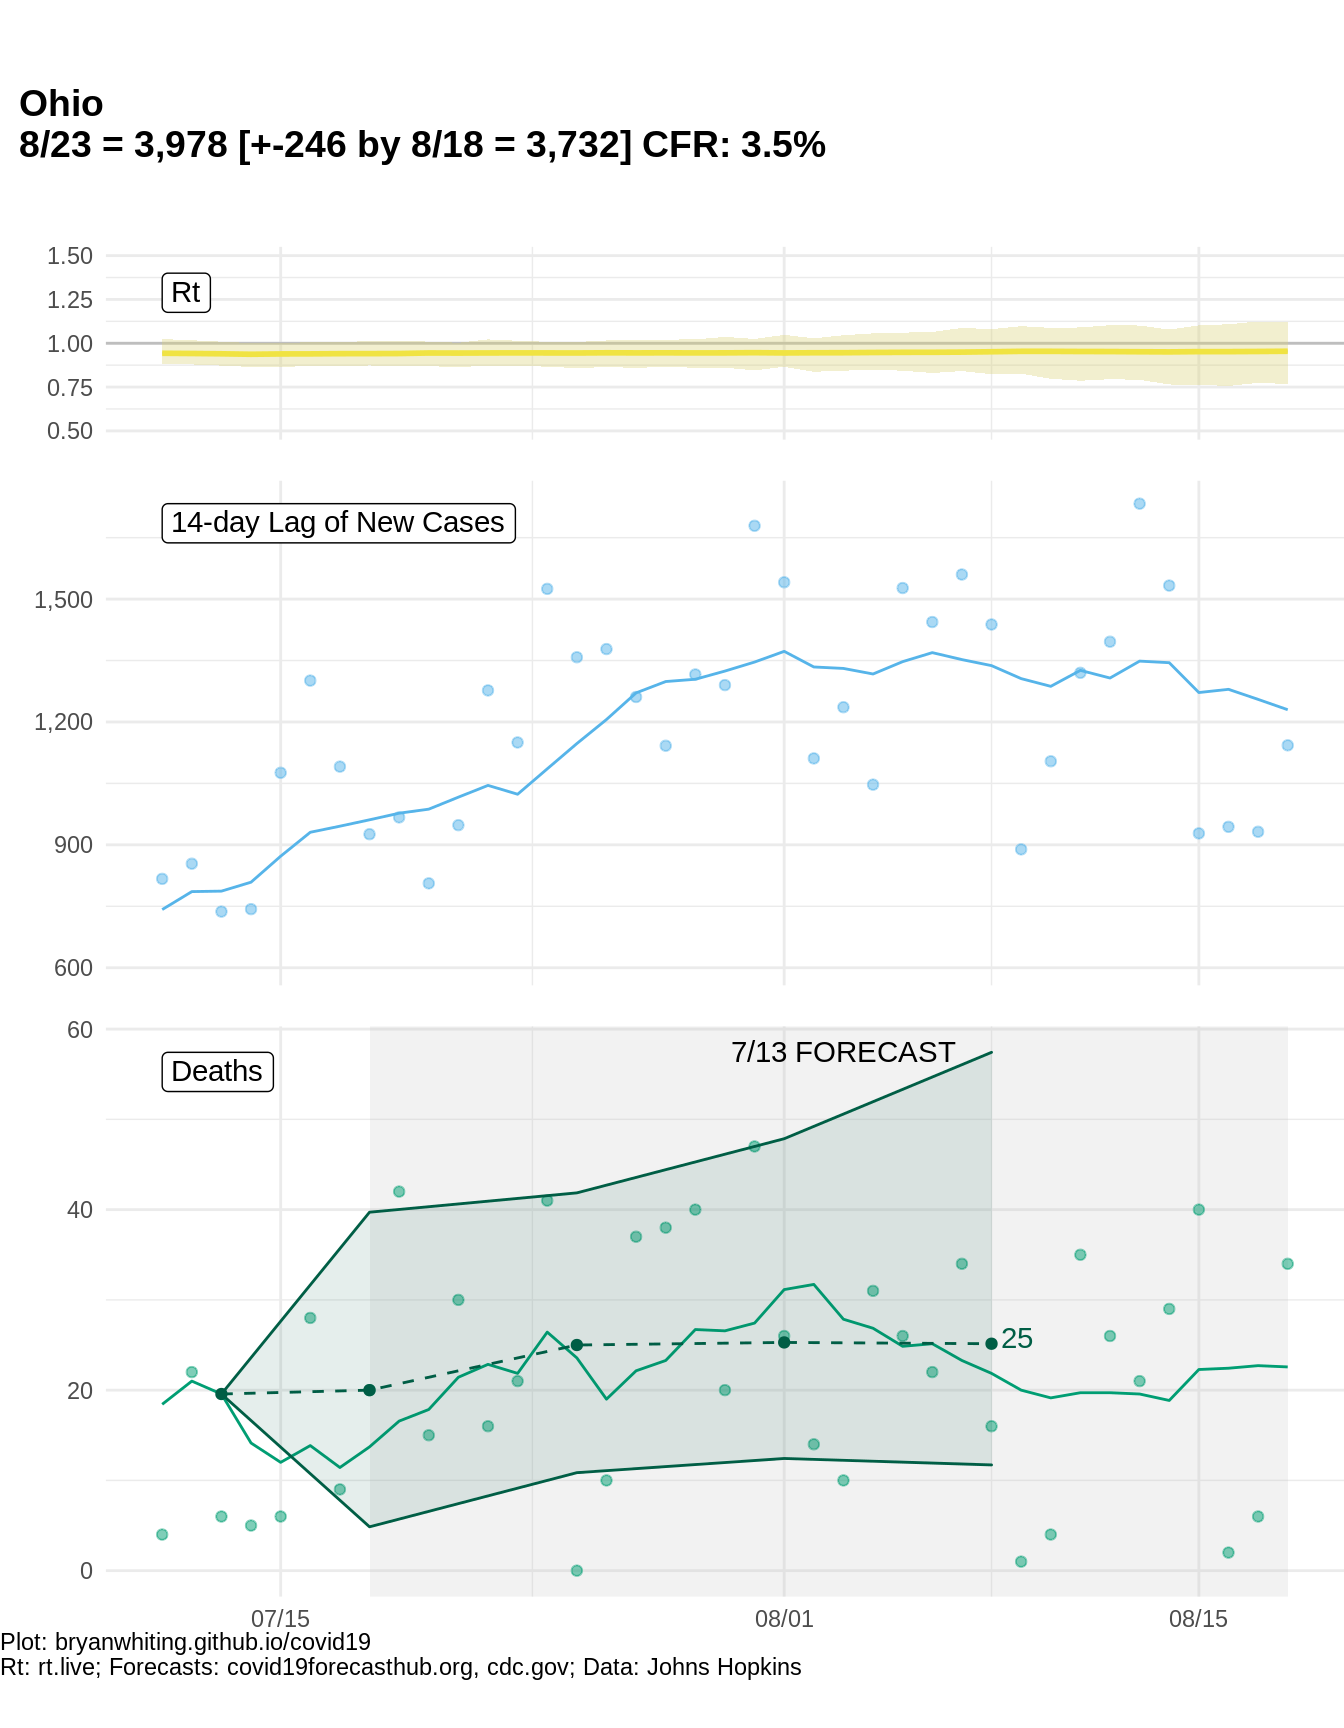 Ohio
8/23 = 3,978 [+-246 by 8/18 = 3,732] CFR: 3.5%
1.50
Rt
1.25
1.00
0.75
0.50
14-day Lag of New Cases
1,500
1,200
900
600
60
7/13 FORECAST
Deaths
40
25
20
0
07/15 08/01 08/15
Plot: bryanwhiting.github.io/covid19
Rt: rt.live; Forecasts: covid19forecasthub.org, cdc.gov; Data: Johns Hopkins